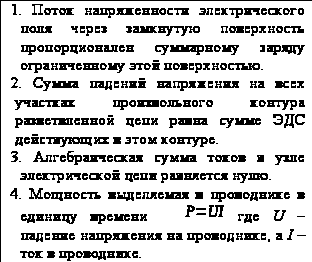 1. Поток напряженности электрического
поля через замкнутую поверхность
пропорционален суммарному заряду
ограниченному этой поверхностью.
2. Сумма падений напряжения на всех
участках произвольного контура
разветвленной цепи равна сумме ЭДС
действующих в этом контуре.
3. Алгебраическая сумма токов в узле
электрической цепи равняется нулю.
4. Мощность выделяемая в проводнике в
единицу времени P=UI где U –
падение напряжения на проводнике, а I –
ток в проводнике.